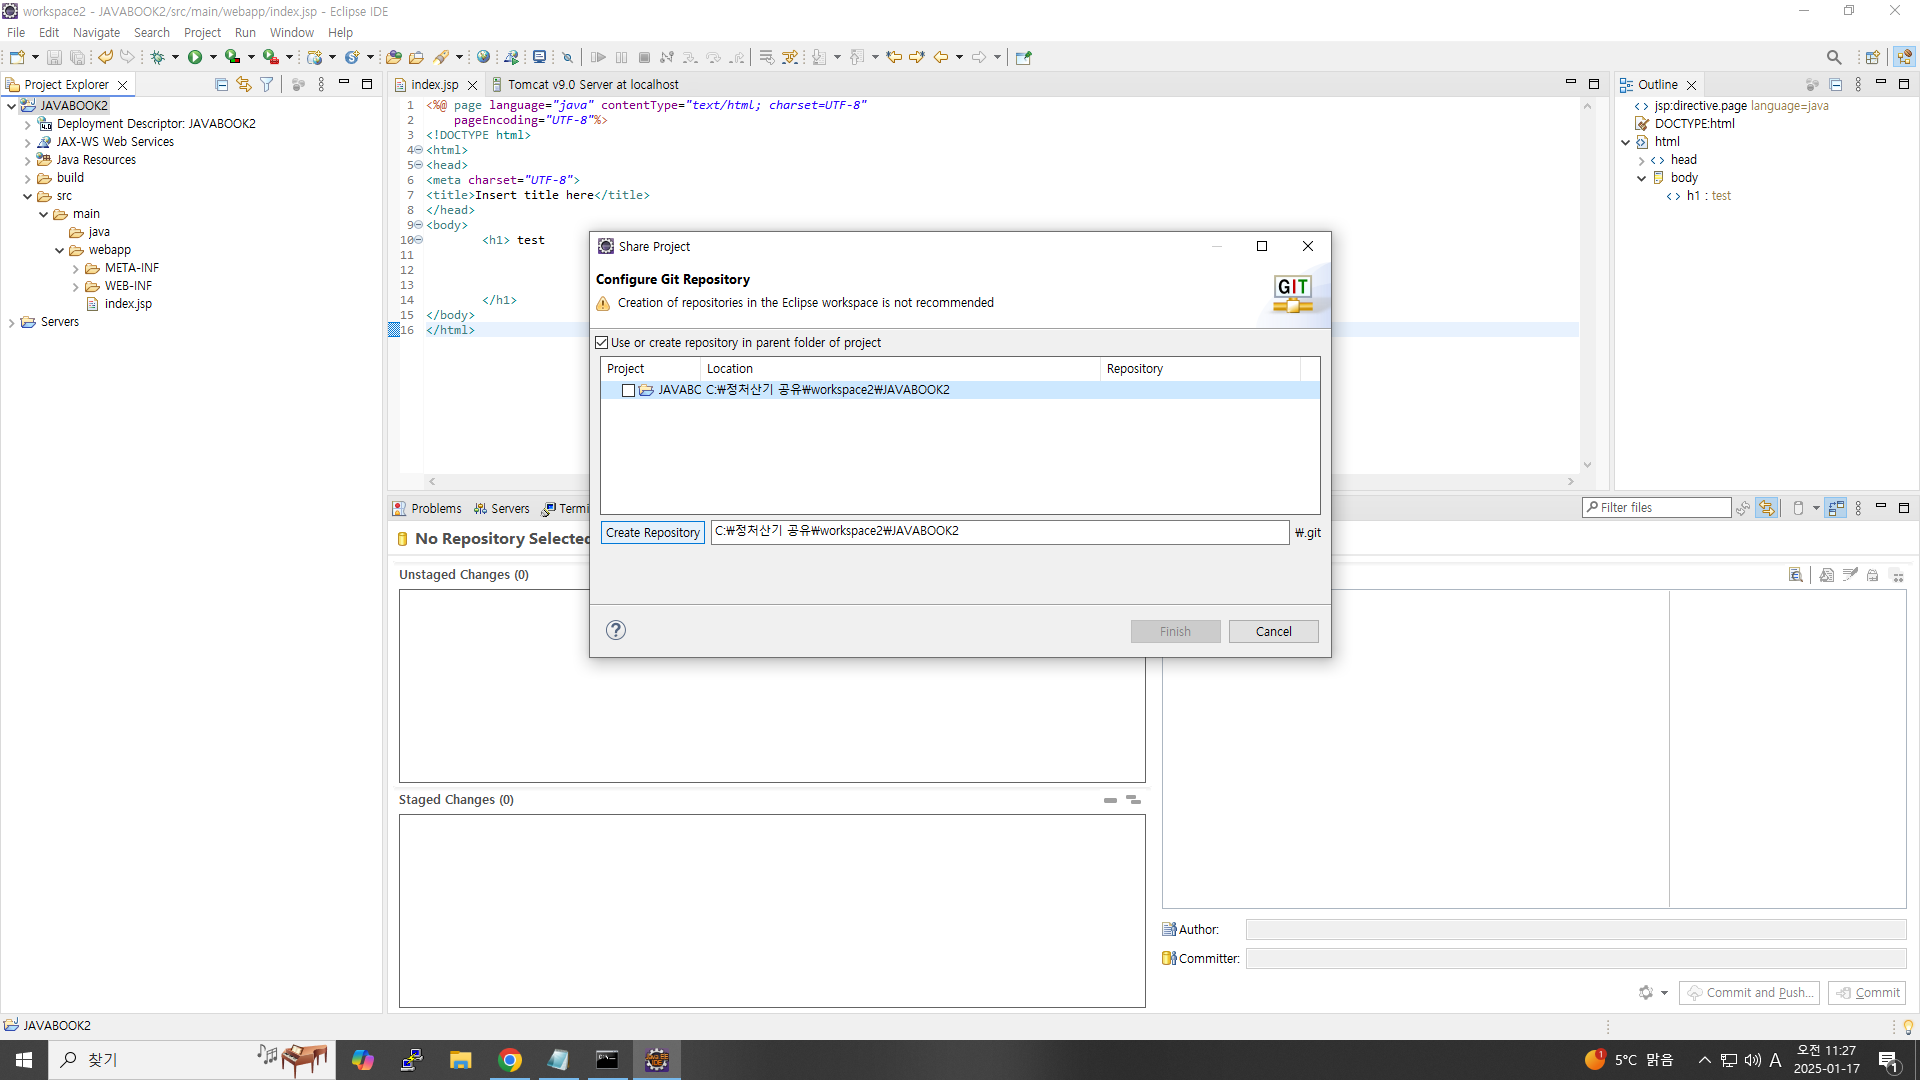 workspace2 - JAVABOOK2/src/main/webapp/index.jsp - Eclipse IDE
File Edit Navigate Search Project Run Window Help
Project Explorer
JAVABOOK2
Deployment Descriptor: JAVABOOK2
JAX-WS Web Services
Java Resources
build
src
main
java
webapp
META-INF
WEB-INF
index.jsp
Servers
index.jsp
Tomcat v9.0 Server at localhost
1 <%@ page language="java" contentType="text/html; charset=UTF-8"
2 pageEncoding="UTF-8"%>
3 <!DOCTYPE html>
4 <html>
5 <head>
6 <meta charset="UTF-8">
7 <title>Insert title here</title>
8 </head>
9 <body>
10 <h1> test
11
12
13
14 </h1>
15 </body>
16 </html>
Outline
jsp:directive.page language=java
DOCTYPE:html
html
head
body
h1 : test
Share Project
Configure Git Repository
Creation of repositories in the Eclipse workspace is not recommended
GIT
Use or create repository in parent folder of project
Project Location Repository
JAVABC C:₩정처산기 공유₩workspace2₩JAVABOOK2
Create Repository C:₩정처산기 공유₩workspace2₩JAVABOOK2 ₩.git
Finish Cancel
Problems Servers Termi
Filter files
No Repository Selected
Unstaged Changes (0)
Staged Changes (0)
Author:
Committer:
Commit and Push... Commit
JAVABOOK2
찾기
Java EE
IDE
1
5°C 맑음
A
오전 11:27
2025-01-17
1